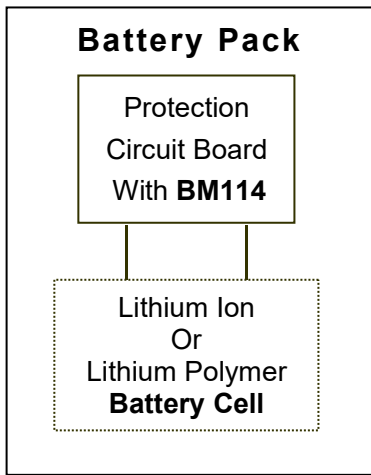 Battery Pack
Protection
Circuit Board
With BM114
Lithium Ion
Or
Lithium Polymer
Battery Cell